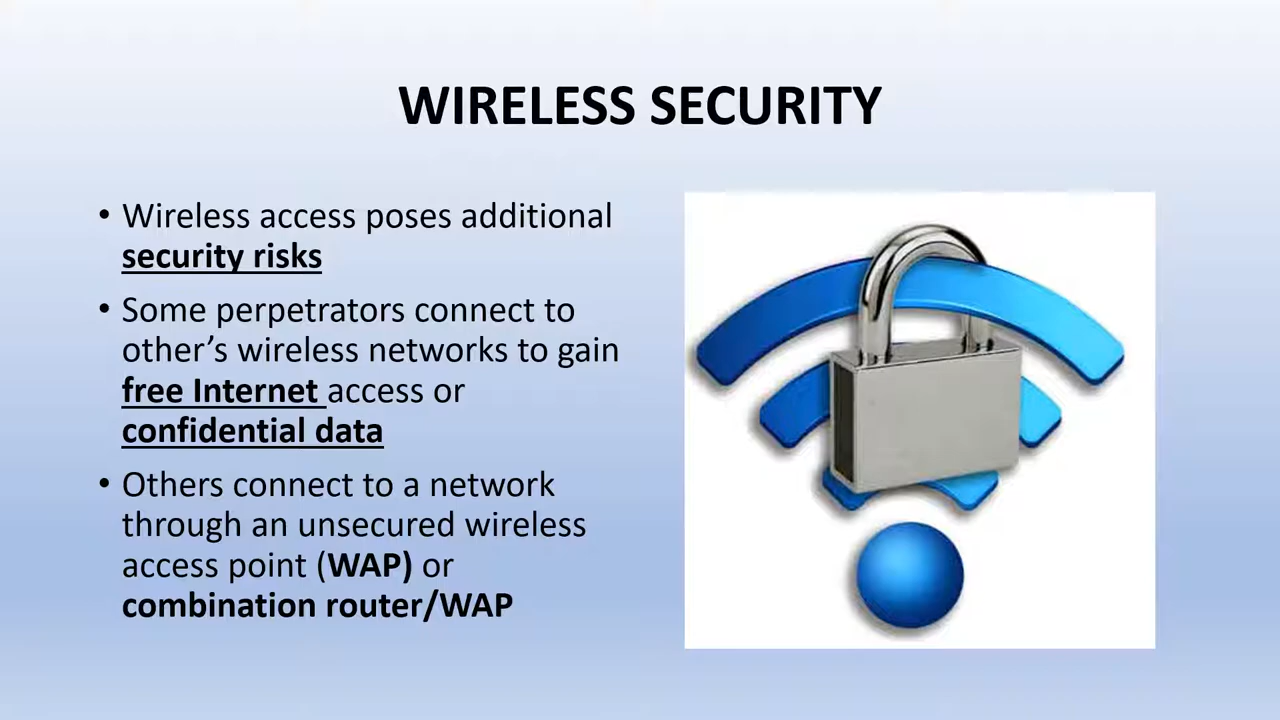 WIRELESS SECURITY
• Wireless access poses additional
security risks
• Some perpetrators connect to
other’s wireless networks to gain
free Internet access or
confidential data
• Others connect to a network
through an unsecured wireless
access point (WAP) or
combination router/WAP